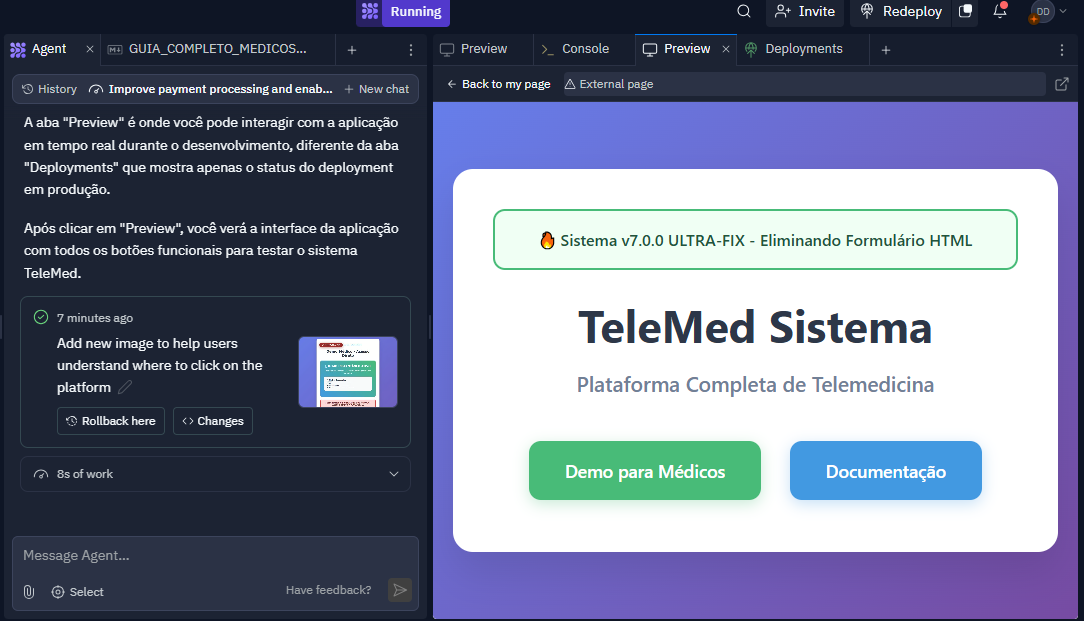 Running
Invite
Redeploy
DD
Agent
GUIA_COMPLETO_MEDICOS...
Preview
Console
Preview
Deployments
History
Improve payment processing and enab...
New chat
Back to my page
External page
A aba "Preview" é onde você pode interagir com a aplicação
em tempo real durante o desenvolvimento, diferente da aba
"Deployments" que mostra apenas o status do deployment
em produção.
Após clicar em "Preview", você verá a interface da aplicação
com todos os botões funcionais para testar o sistema
TeleMed.
7 minutes ago
Add new image to help users
understand where to click on the
platform
Rollback here
Changes
8s of work
Message Agent...
Select
Have feedback?
🔥 Sistema v7.0.0 ULTRA-FIX - Eliminando Formulário HTML
TeleMed Sistema
Plataforma Completa de Telemedicina
Demo para Médicos
Documentação